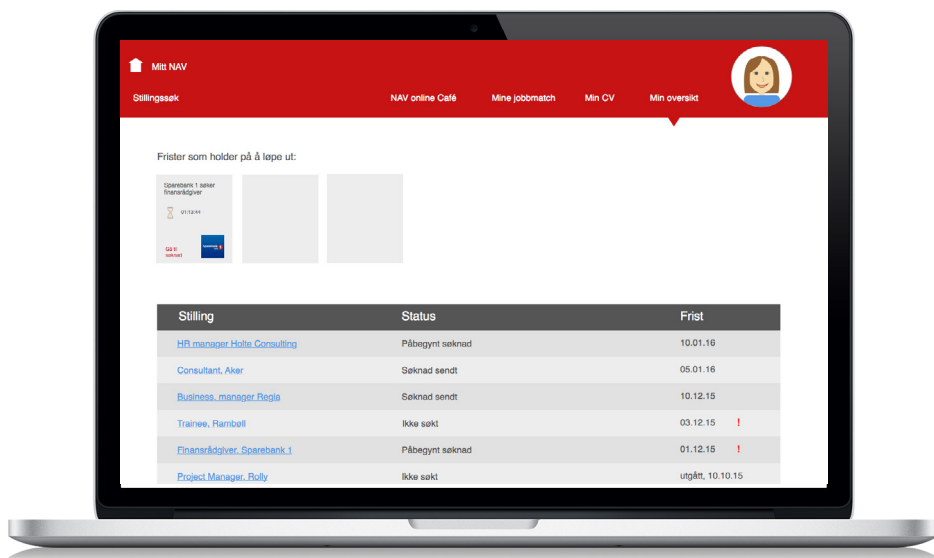 Mitt NAV
Stillingssøk NAV online Café Mine jobbmatch Min CV Min oversikt
Frister som holder på å løpe ut:
Sparebank 1 søker
finansrådgiver
Gå til
søknad
Stilling Status Frist
HR manager Holte Consulting Påbegynt søknad 10.01.16
Consultant, Aker Søknad sendt 05.01.16
Business, manager Regia Søknad sendt 10.12.15
Trainee, Rambøll Ikke søkt 03.12.15 !
Finansrådgiver, Sparebank 1 Påbegynt søknad 01.12.15 !
Project Manager, Rolly Ikke søkt utgått, 10.10.15